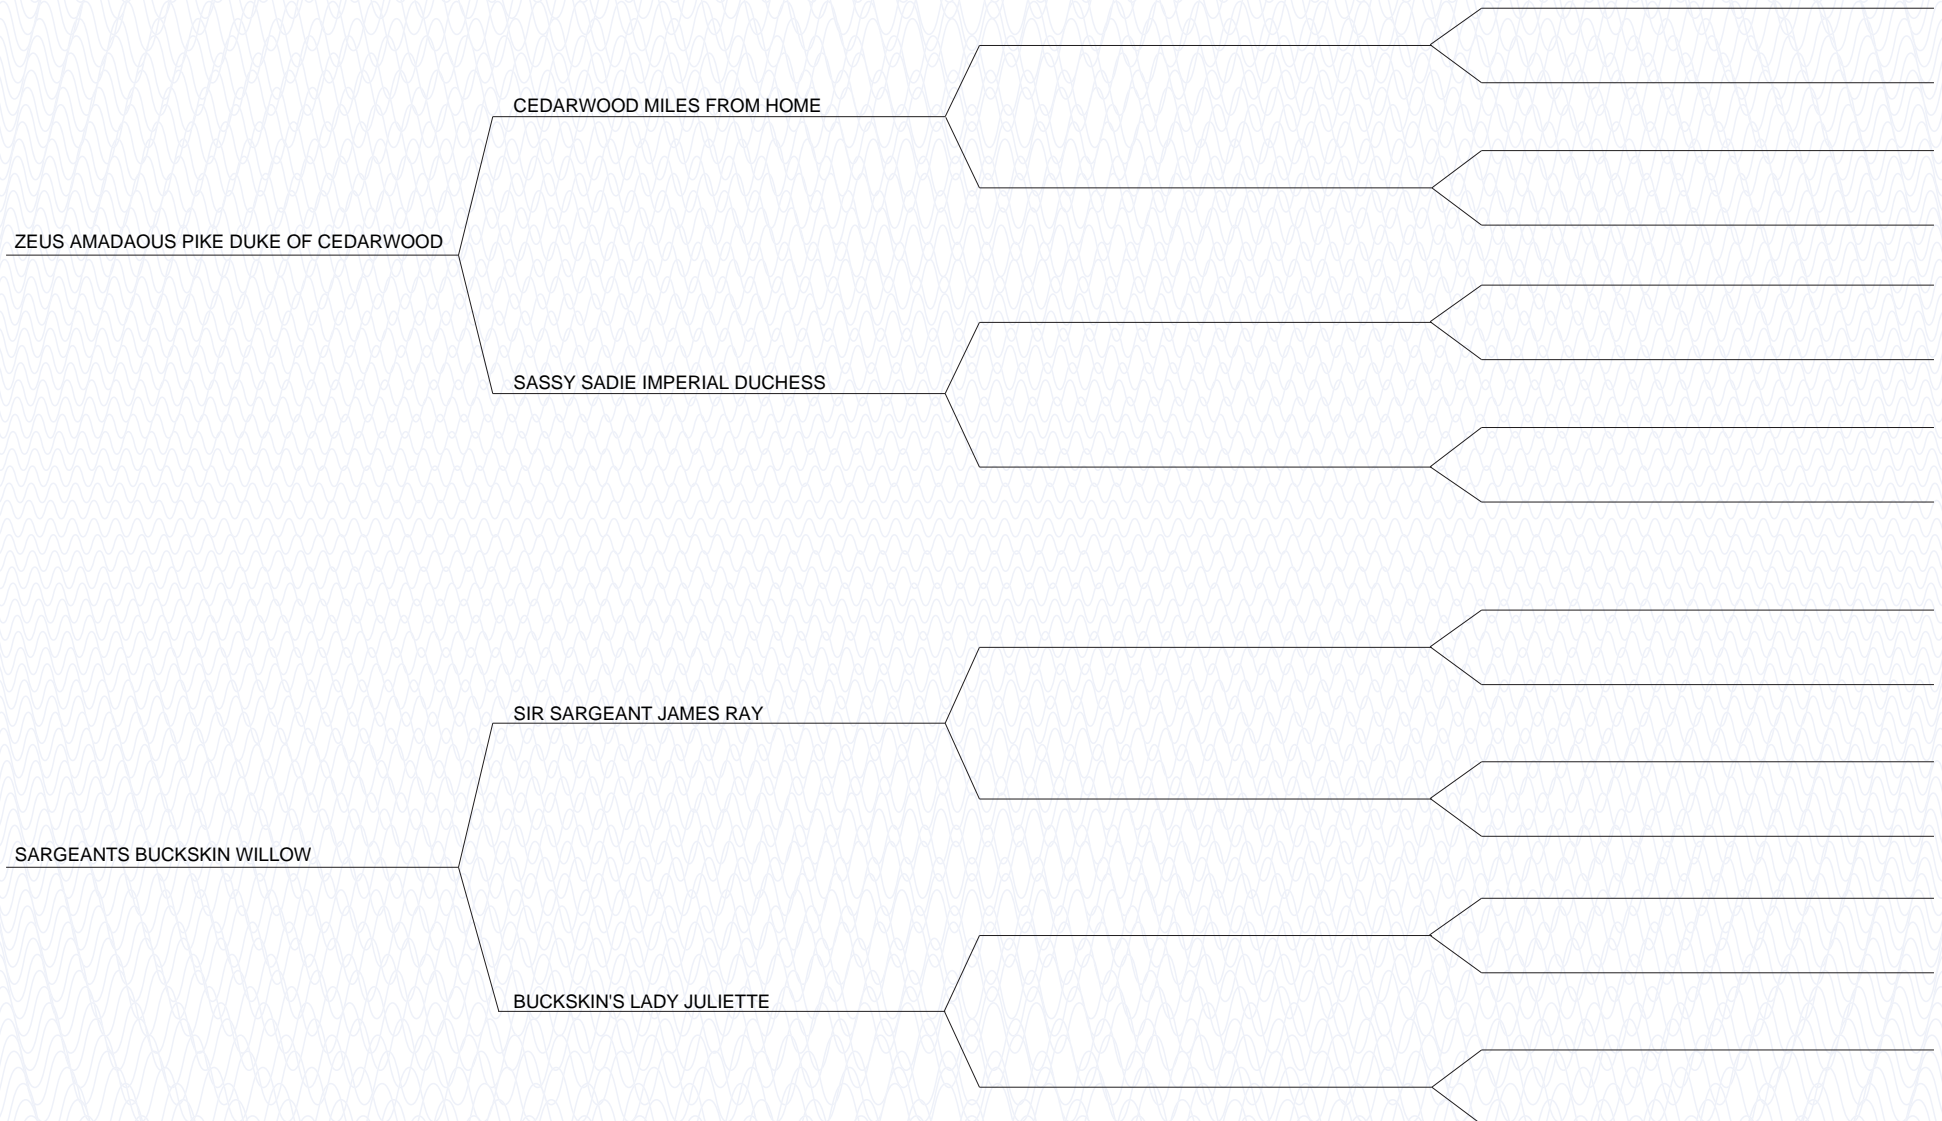 CEDARWOOD MILES FROM HOME
ZEUS AMADAOUS PIKE DUKE OF CEDARWOOD
SASSY SADIE IMPERIAL DUCHESS
SIR SARGEANT JAMES RAY
SARGEANTS BUCKSKIN WILLOW
BUCKSKIN'S LADY JULIETTE